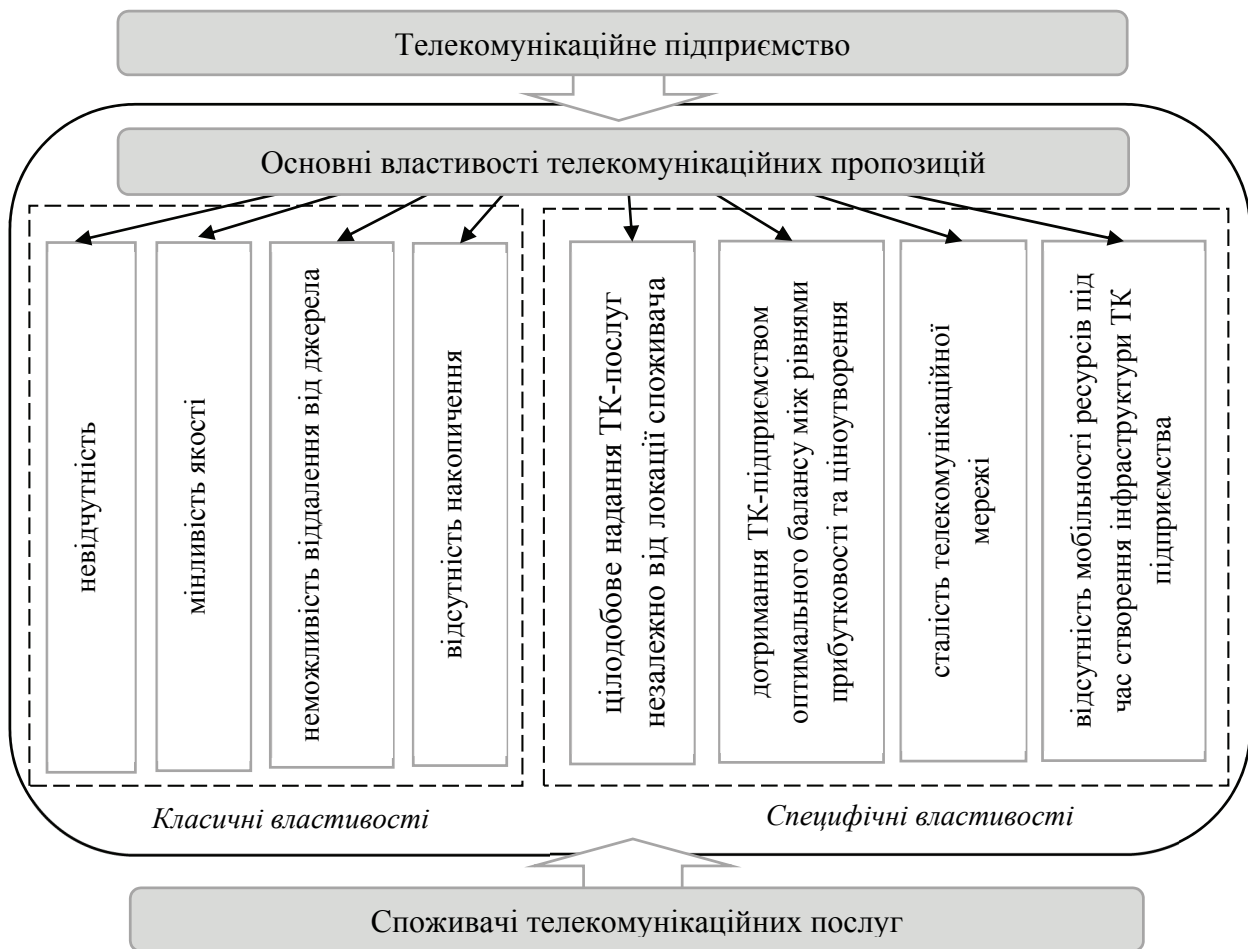 Телекомунікаційне підприємство
Основні властивості телекомунікаційних пропозицій
невідчутність
мінливість якості
неможливість віддалення від джерела
відсутність накопичення
цілодобове надання ТК-послуг
незалежно від локації споживача
дотримання ТК-підприємством
оптимального балансу між рівнями
прибутковості та ціноутворення
сталість телекомунікаційної
мережі
відсутність мобільності ресурсів під
час створення інфраструктури ТК
підприємства
Класичні властивості
Специфічні властивості
Споживачі телекомунікаційних послуг